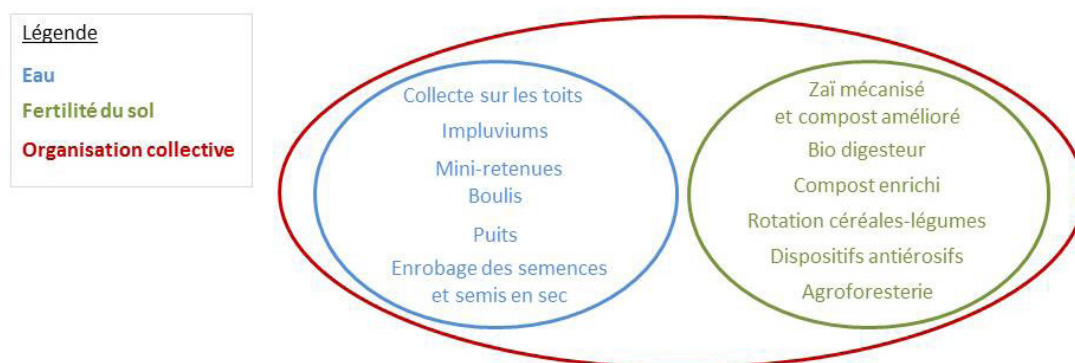 Légende
Eau
Fertilité du sol
Organisation collective
Collecte sur les toits
Impluviums
Mini-retenues
Boulis
Puits
Enrobage des semences
et semis en sec
Zaï mécanisé
et compost amélioré
Bio digesteur
Compost enrichi
Rotation céréales-légumes
Dispositifs antiérosifs
Agroforesterie